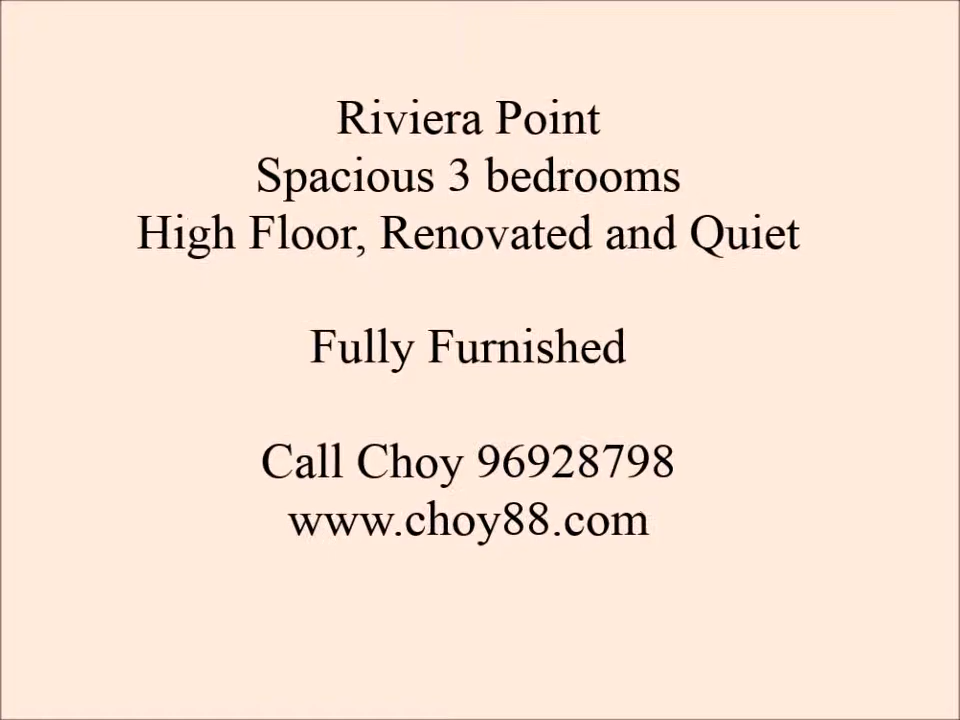 Riviera Point
Spacious 3 bedrooms
High Floor, Renovated and Quiet
Fully Furnished
Call Choy 96928798
www.choy88.com